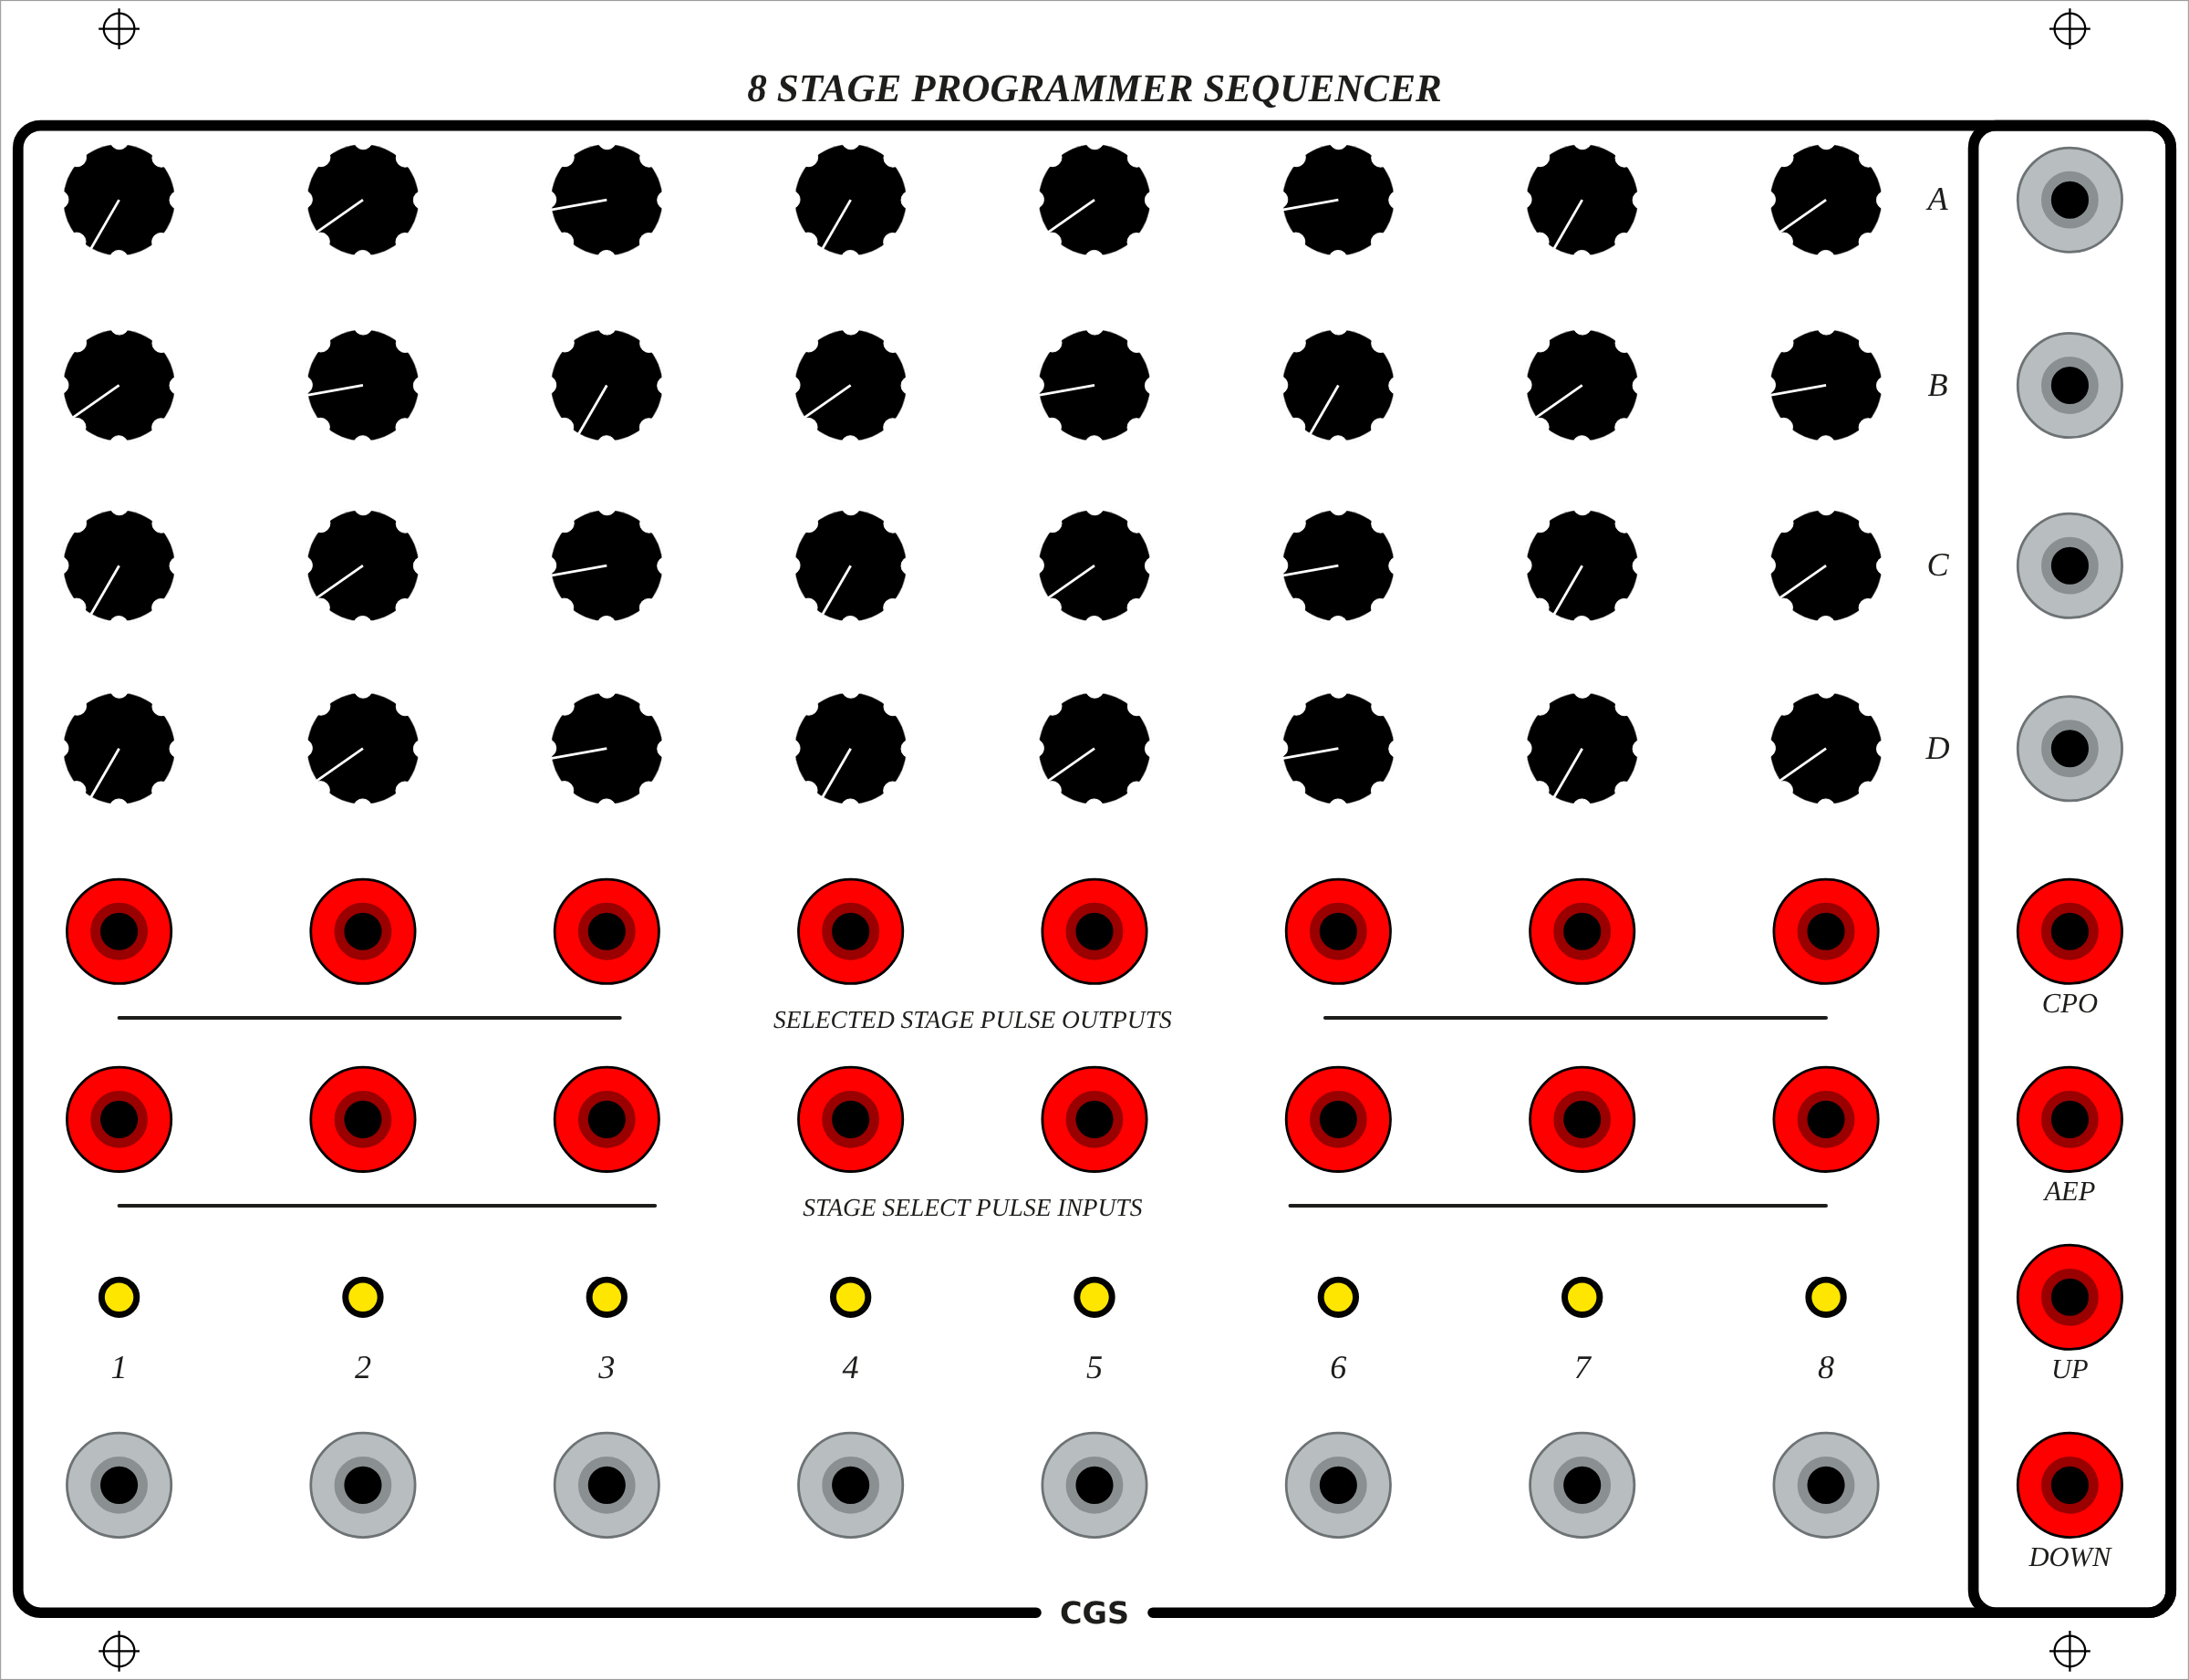 8 STAGE PROGRAMMER SEQUENCER
A
B
C
D
CPO
SELECTED STAGE PULSE OUTPUTS
AEP
STAGE SELECT PULSE INPUTS
1 2 3 4 5 6 7 8
UP
DOWN
CGS